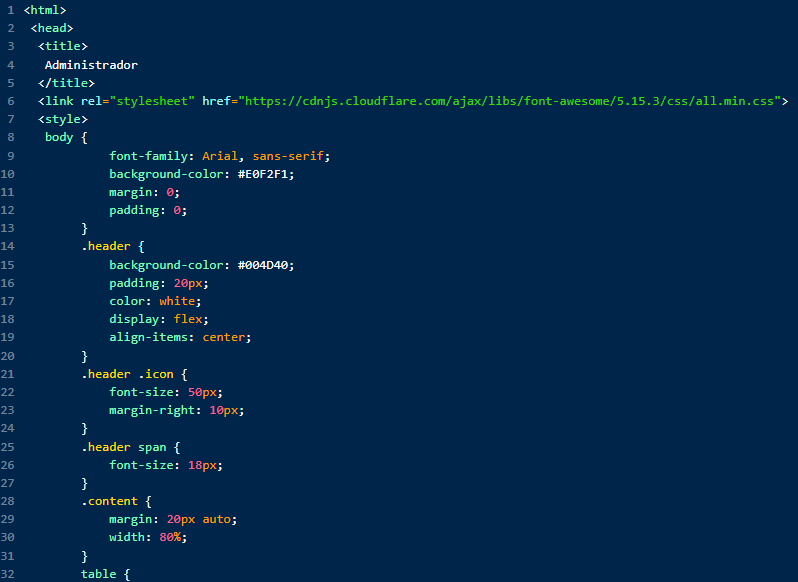 1 <html>
2 <head>
3 <title>
4 Administrador
5 </title>
6 <link rel="stylesheet" href="https://cdnjs.cloudflare.com/ajax/libs/font-awesome/5.15.3/css/all.min.css">
7 <style>
8 body {
9 font-family: Arial, sans-serif;
10 background-color: #E0F2F1;
11 margin: 0;
12 padding: 0;
13 }
14 .header {
15 background-color: #004D40;
16 padding: 20px;
17 color: white;
18 display: flex;
19 align-items: center;
20 }
21 .header .icon {
22 font-size: 50px;
23 margin-right: 10px;
24 }
25 .header span {
26 font-size: 18px;
27 }
28 .content {
29 margin: 20px auto;
30 width: 80%;
31 }
32 table {